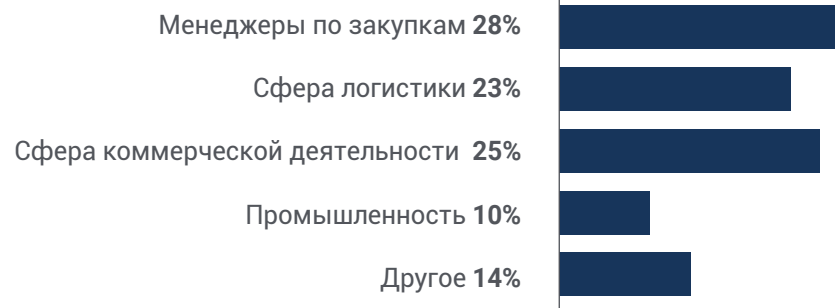 Менеджеры по закупкам 28%
Сфера логистики 23%
Сфера коммерческой деятельности 25%
Промышленность 10%
Другое 14%